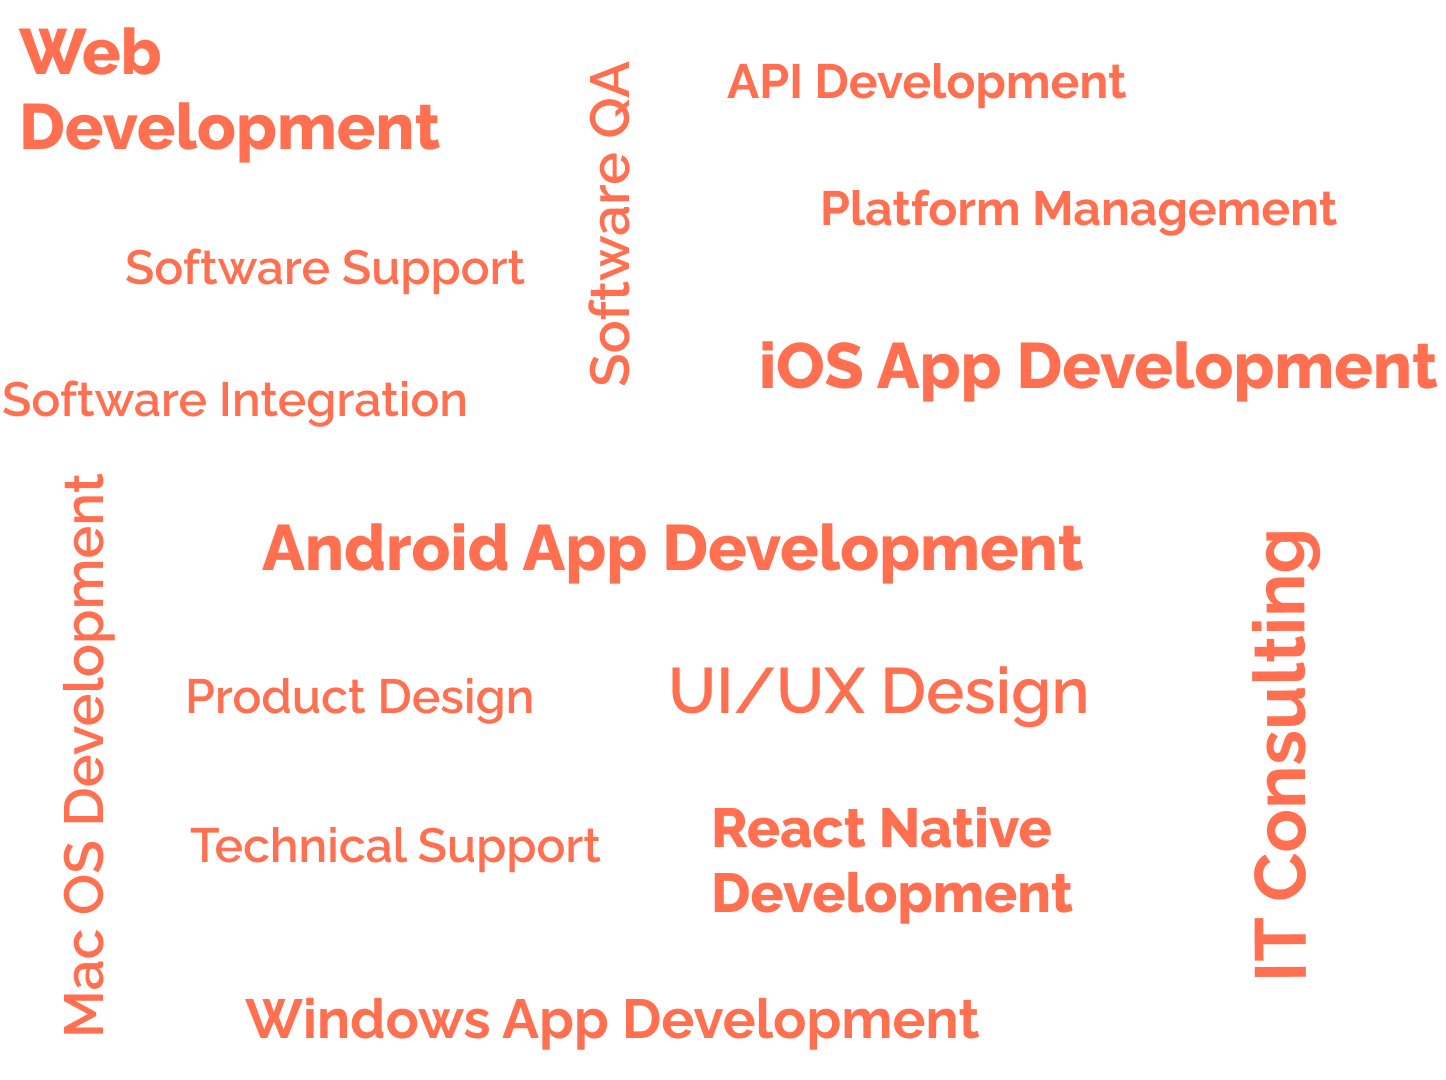 Web
Development
Software QA
API Development
Platform Management
Software Support
iOS App Development
Software Integration
Mac OS Development
Android App Development
IT Consulting
Product Design
UI/UX Design
Technical Support
React Native
Development
Windows App Development